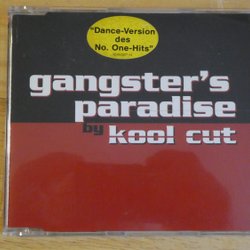 "Dance-Version
des
No. One-Hits"
gangster's
paradise
by kool cut